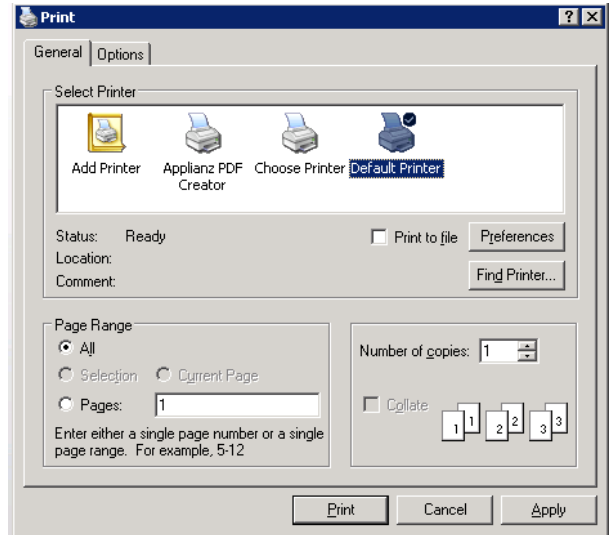 Print
General Options
Select Printer
Add Printer
Applianz PDF
Creator
Choose Printer
Default Printer
Status: Ready
Print to file
Preferences
Location:
Find Printer...
Comment:
Page Range
All
Selection Current Page
Pages: 1
Enter either a single page number or a single
page range. For example, 5-12
Number of copies: 1
Collate
1 1 2 2 3 3
Print Cancel Apply